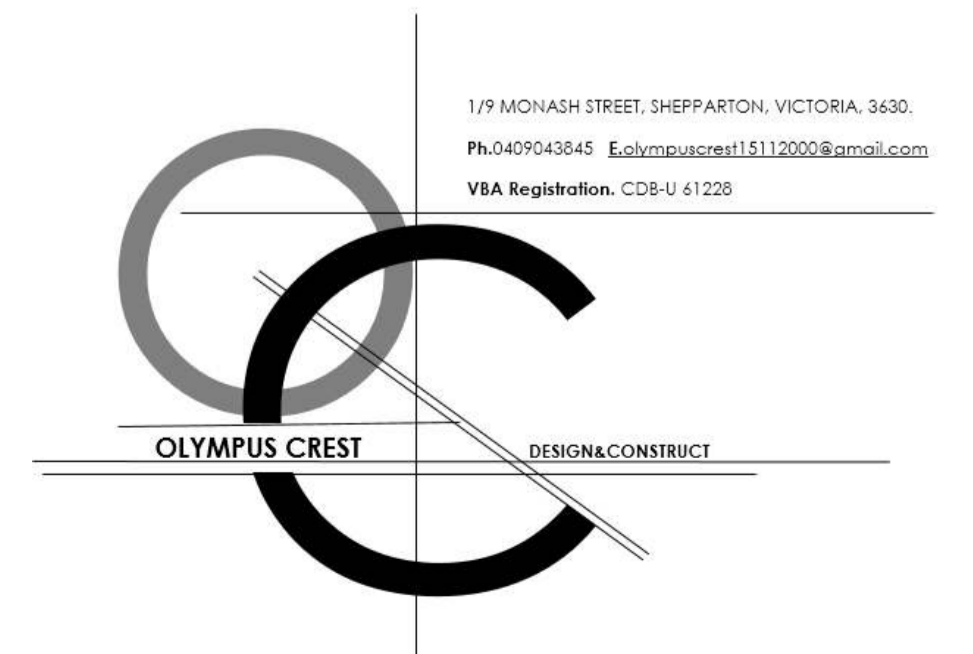 1/9 MONASH STREET, SHEPPARTON, VICTORIA, 3630.
Ph.0409043845 E.olympuscrest15112000@gmail.com
VBA Registration. CDB-U 61228
OLYMPUS CREST
DESIGN&CONSTRUCT